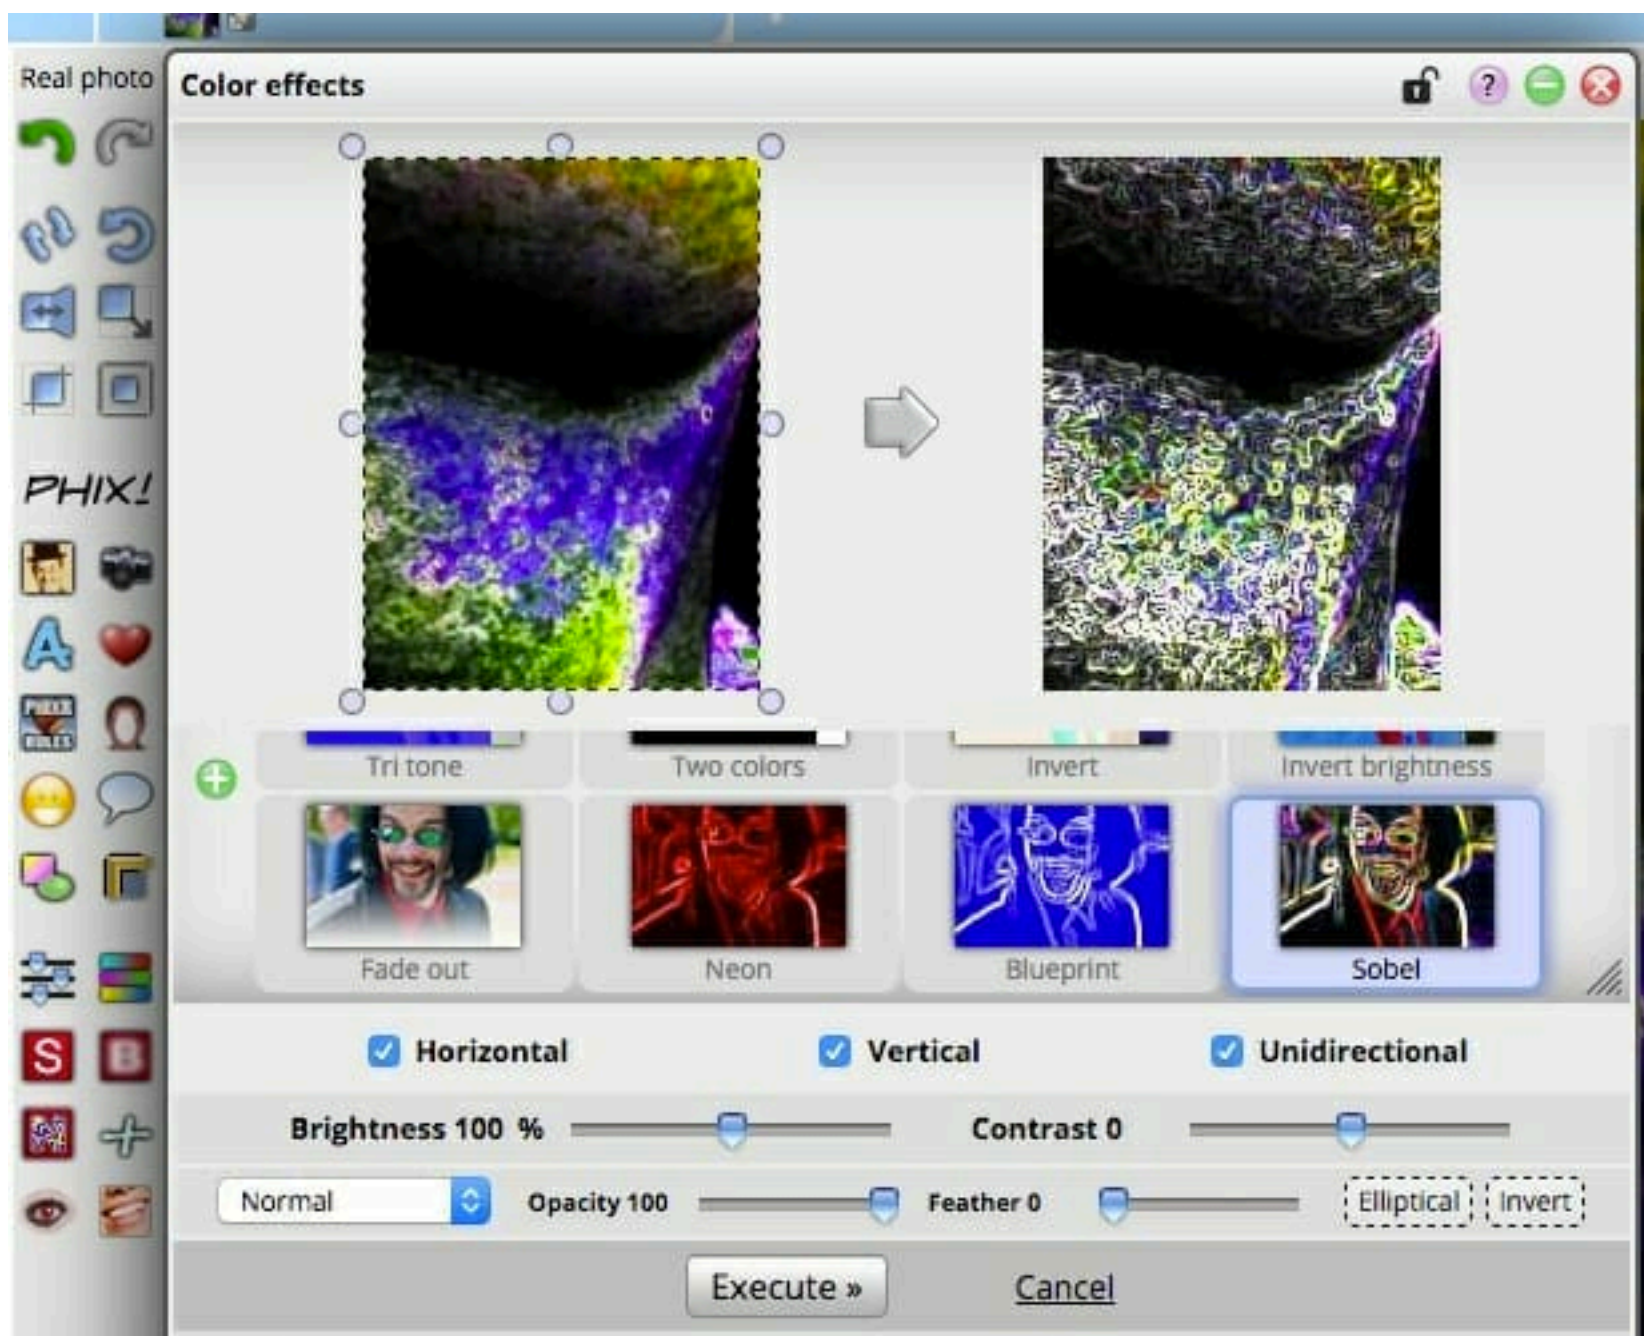 Real photo
Color effects
?
PHIX!
A
S
B
Tri tone
Two colors
Invert
Invert brightness
Fade out
Neon
Blueprint
Sobel
Horizontal
Vertical
Unidirectional
Brightness 100 %
Contrast 0
Normal
Opacity 100
Feather 0
Elliptical
Invert
Execute »
Cancel